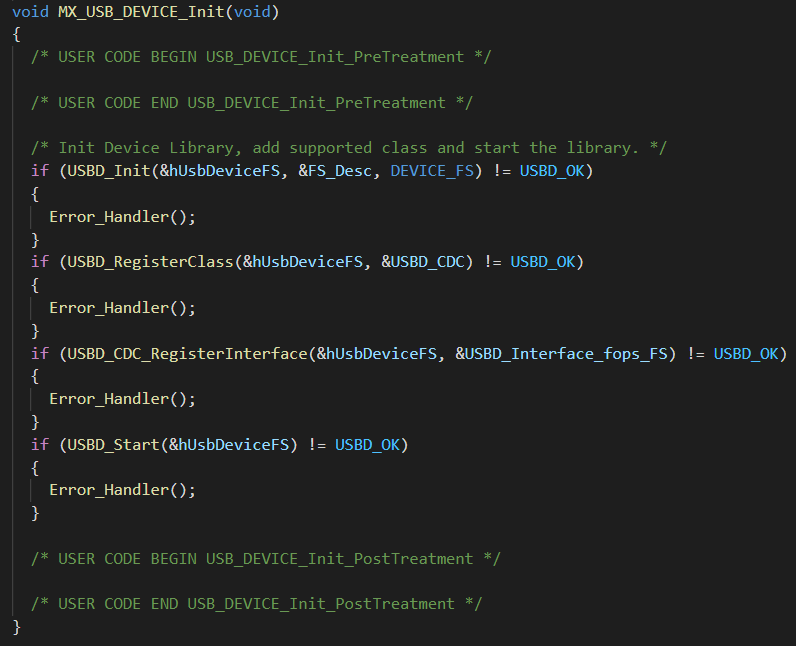 void MX_USB_DEVICE_Init(void)
{
  /* USER CODE BEGIN USB_DEVICE_Init_PreTreatment */

  /* USER CODE END USB_DEVICE_Init_PreTreatment */

  /* Init Device Library, add supported class and start the library. */
  if (USBD_Init(&hUsbDeviceFS, &FS_Desc, DEVICE_FS) != USBD_OK)
  {
    Error_Handler();
  }
  if (USBD_RegisterClass(&hUsbDeviceFS, &USBD_CDC) != USBD_OK)
  {
    Error_Handler();
  }
  if (USBD_CDC_RegisterInterface(&hUsbDeviceFS, &USBD_Interface_fops_FS) != USBD_OK)
  {
    Error_Handler();
  }
  if (USBD_Start(&hUsbDeviceFS) != USBD_OK)
  {
    Error_Handler();
  }

  /* USER CODE BEGIN USB_DEVICE_Init_PostTreatment */

  /* USER CODE END USB_DEVICE_Init_PostTreatment */
}